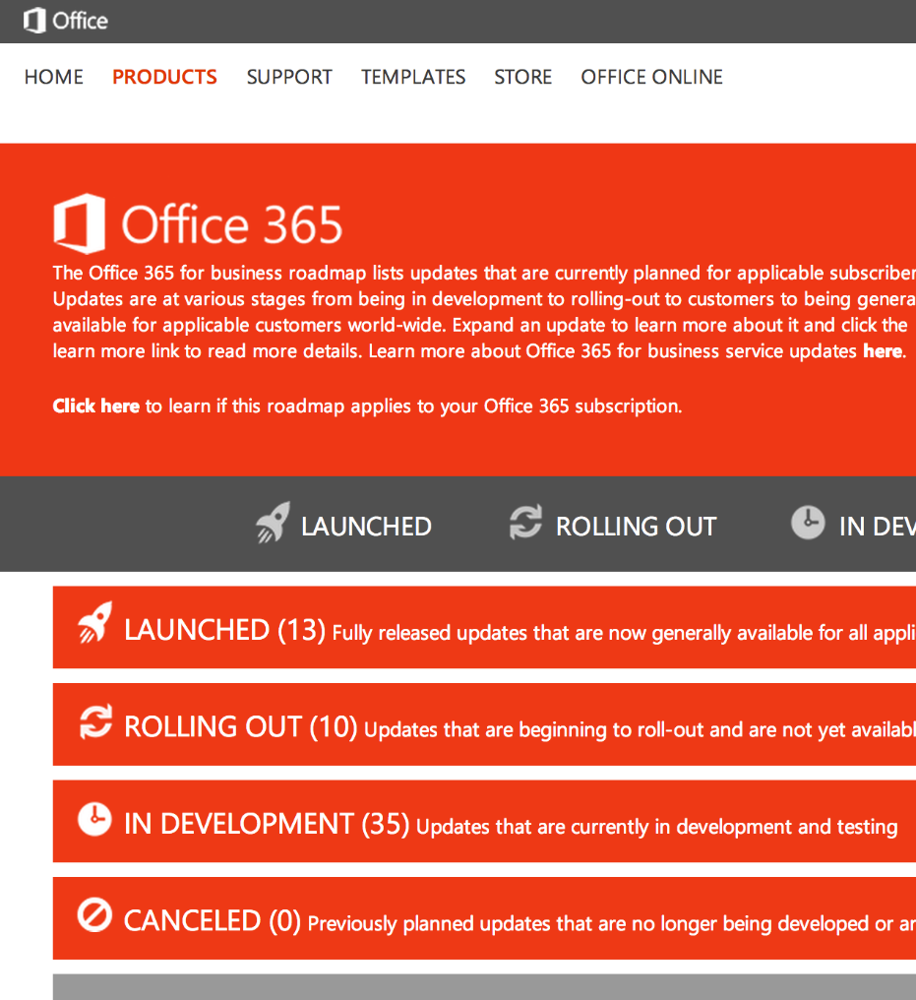 Office
HOME PRODUCTS SUPPORT TEMPLATES STORE OFFICE ONLINE
Office 365
The Office 365 for business roadmap lists updates that are currently planned for applicable subscriber
Updates are at various stages from being in development to rolling-out to customers to being genera
available for applicable customers world-wide. Expand an update to learn more about it and click the
learn more link to read more details. Learn more about Office 365 for business service updates here.
Click here to learn if this roadmap applies to your Office 365 subscription.
LAUNCHED ROLLING OUT IN DEV
LAUNCHED (13) Fully released updates that are now generally available for all appli
ROLLING OUT (10) Updates that are beginning to roll-out and are not yet availabl
IN DEVELOPMENT (35) Updates that are currently in development and testing
CANCELED (0) Previously planned updates that are no longer being developed or ar